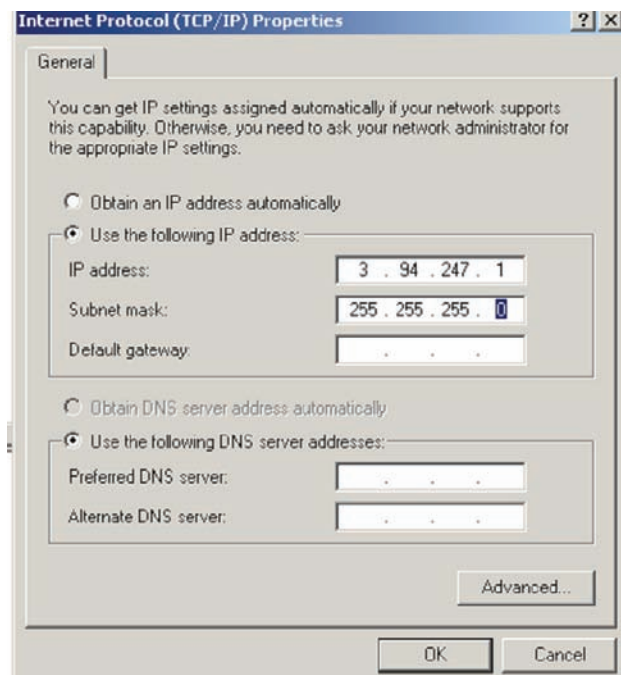 Internet Protocol (TCP/IP) Properties
General
You can get IP settings assigned automatically if your network supports
this capability. Otherwise, you need to ask your network administrator for
the appropriate IP settings.
Obtain an IP address automatically
Use the following IP address:
IP address: 3 . 94 . 247 . 1
Subnet mask: 255 . 255 . 255 . 0
Default gateway: . . .
Obtain DNS server address automatically
Use the following DNS server addresses:
Preferred DNS server: . . .
Alternate DNS server: . . .
Advanced...
OK Cancel